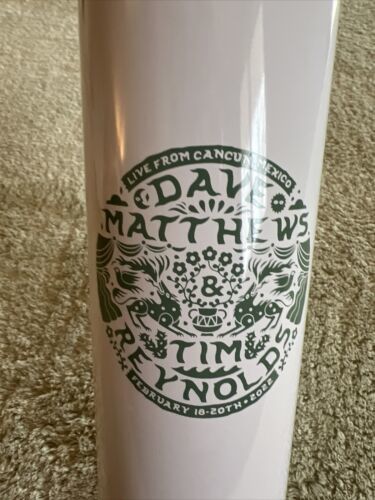 LIVE FROM CANCUN, MEXICO
DAVE
MATTHEWS
&
TIM
REYNOLDS
FEBRUARY 18-20TH • 2022